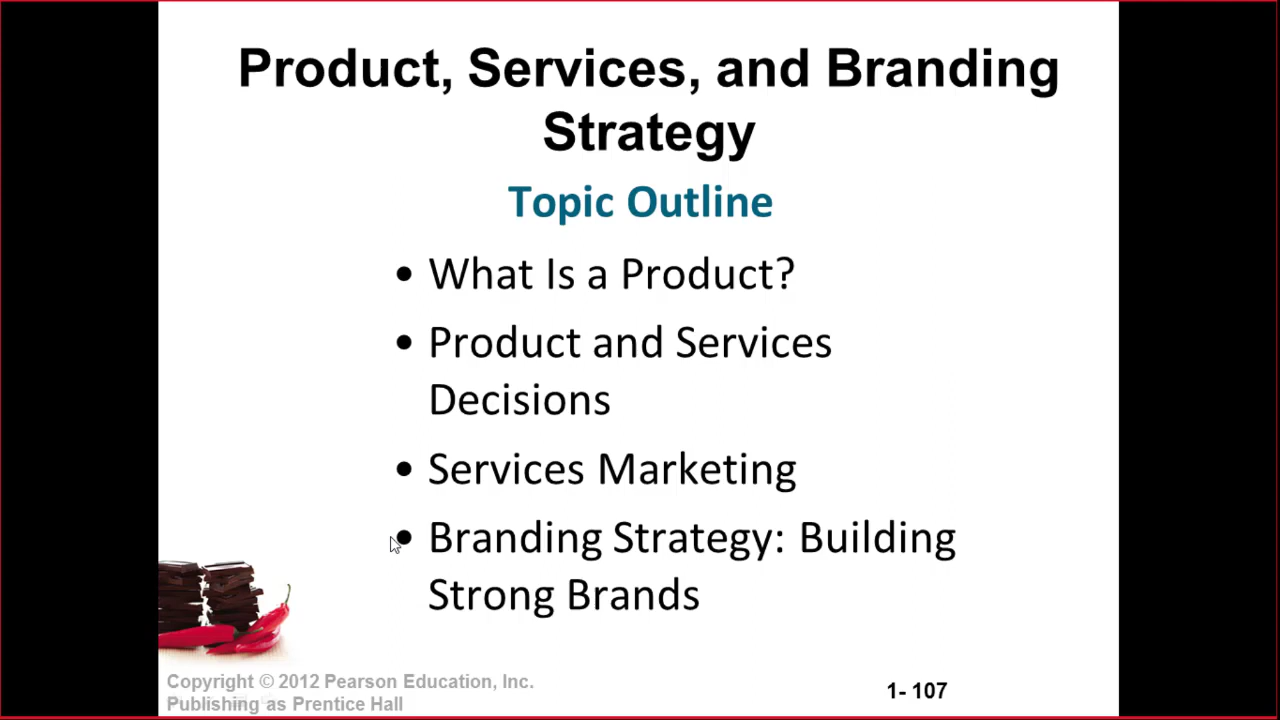 Product, Services, and Branding
Strategy
Topic Outline
• What Is a Product?
• Product and Services
Decisions
• Services Marketing
• Branding Strategy: Building
Strong Brands
Copyright © 2012 Pearson Education, Inc.
Publishing as Prentice Hall
1- 107